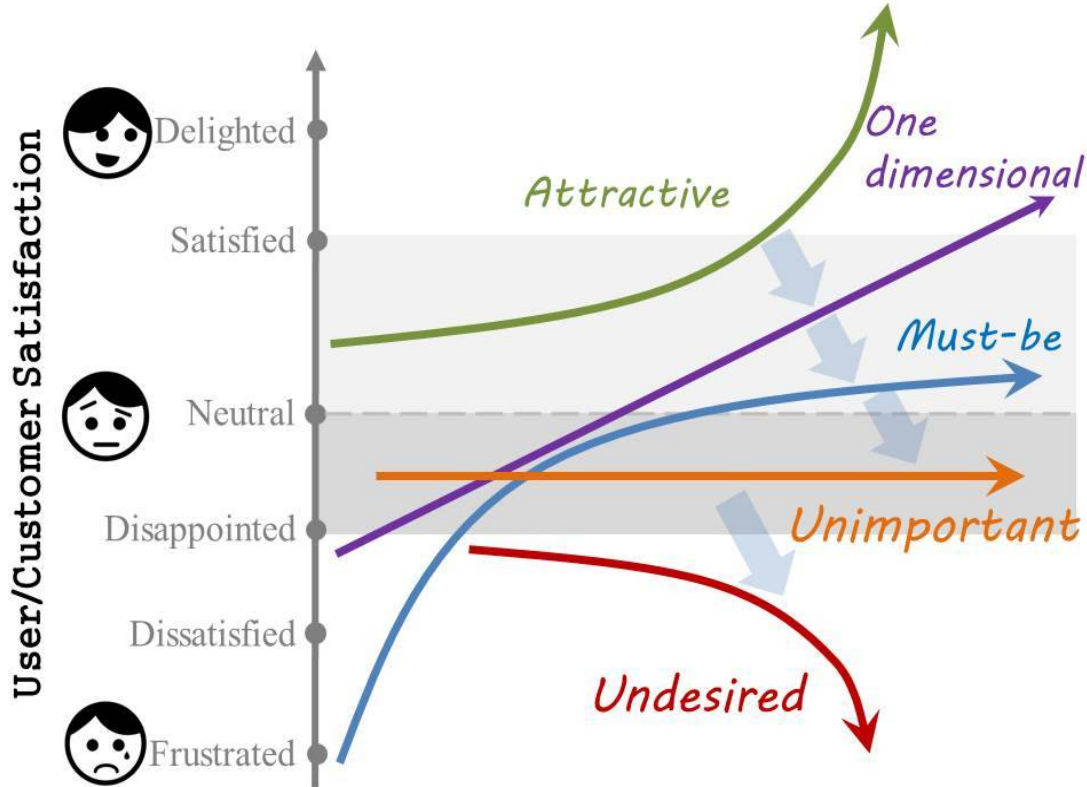 User/Customer Satisfaction
Delighted
Satisfied
Neutral
Disappointed
Dissatisfied
Frustrated
Attractive
One
dimensional
Must-be
Unimportant
Undesired